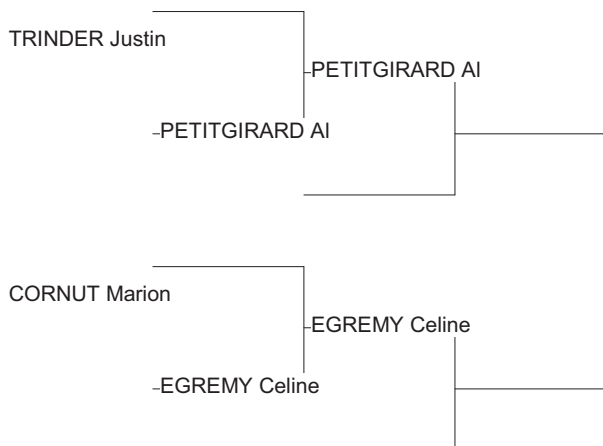 TRINDER Justin
PETITGIRARD Al
PETITGIRARD Al
CORNUT Marion
EGREMY Celine
EGREMY Celine